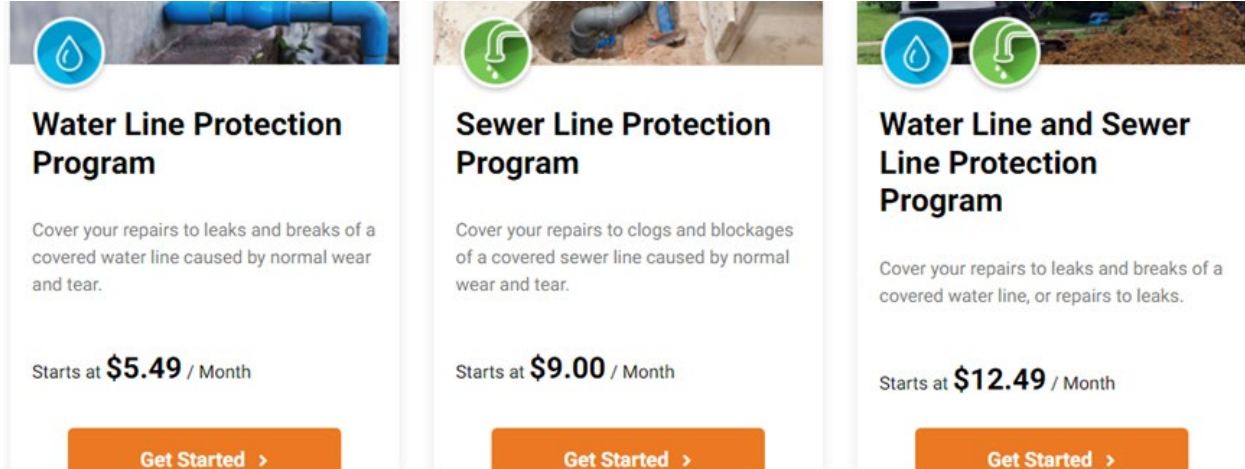 Water Line Protection
Program
Cover your repairs to leaks and breaks of a
covered water line caused by normal wear
and tear.
Starts at $5.49 / Month
Get Started >
Sewer Line Protection
Program
Cover your repairs to clogs and blockages
of a covered sewer line caused by normal
wear and tear.
Starts at $9.00 / Month
Get Started >
Water Line and Sewer
Line Protection
Program
Cover your repairs to leaks and breaks of a
covered water line, or repairs to leaks.
Starts at $12.49 / Month
Get Started >